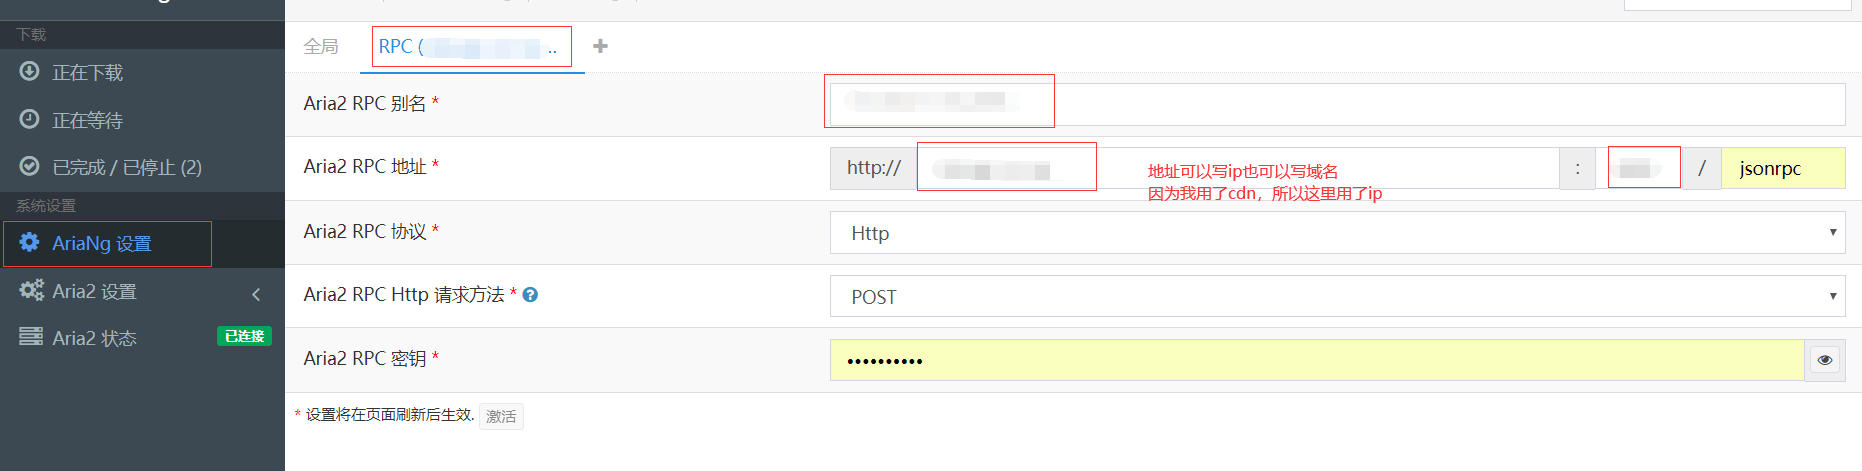 下载
正在下载
正在等待
已完成 / 已停止 (2)
系统设置
AriaNg 设置
Aria2 设置
Aria2 状态 已连接
全局 RPC ( ..
Aria2 RPC 别名 *
Aria2 RPC 地址 * http:// : / jsonrpc
地址可以写ip也可以写域名
因为我用了cdn，所以这里用了ip
Aria2 RPC 协议 * Http
Aria2 RPC Http 请求方法 * POST
Aria2 RPC 密钥 * ••••••••••
* 设置将在页面刷新后生效. 激活